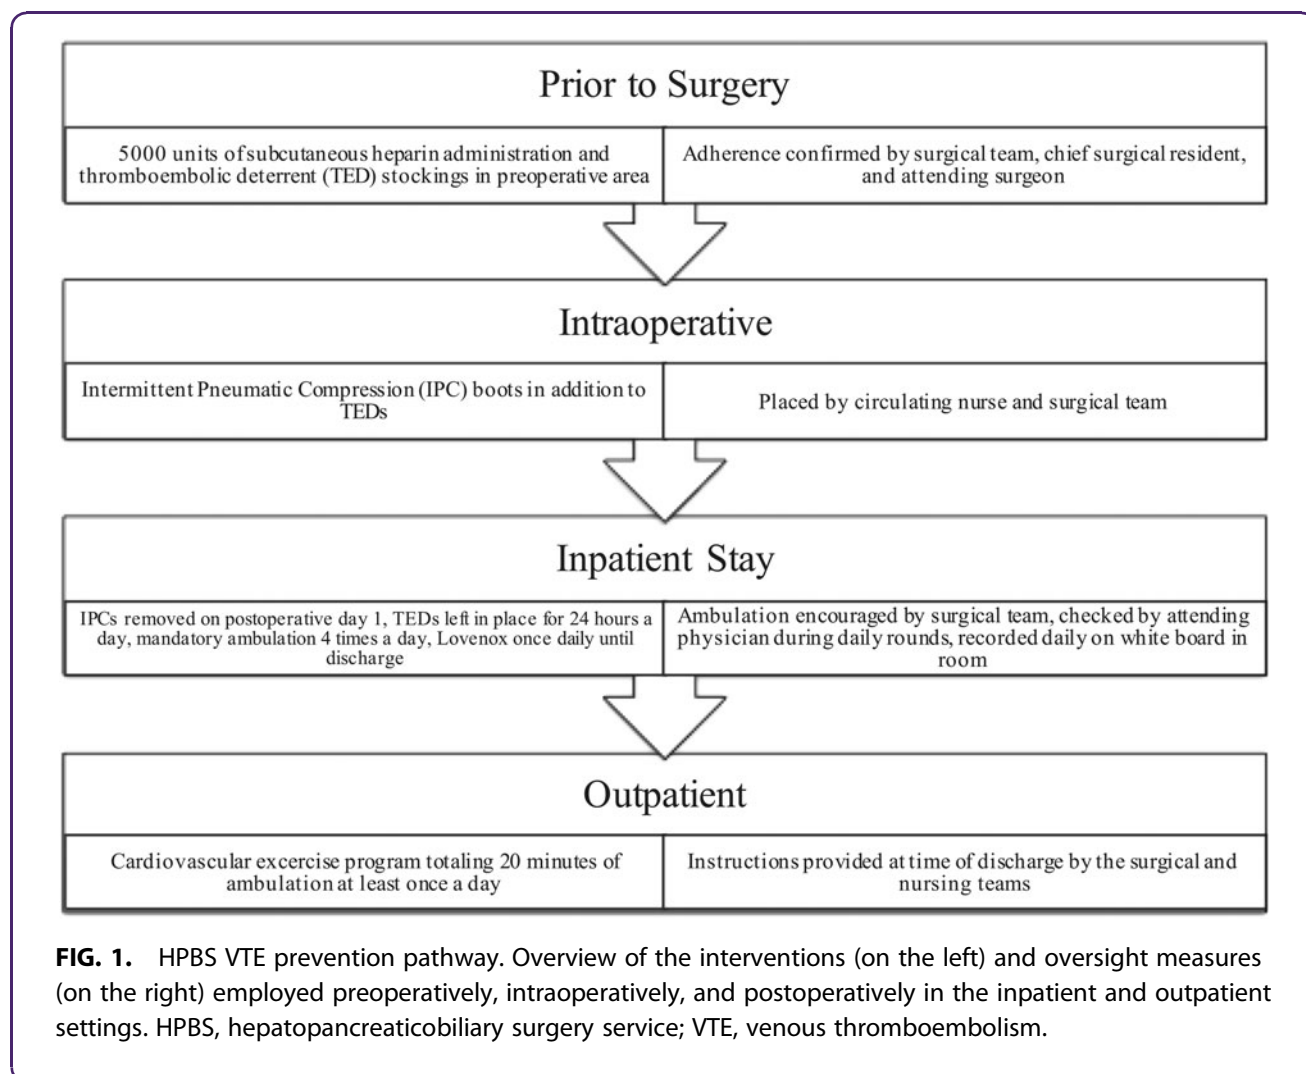 Prior to Surgery
5000 units of subcutaneous heparin administration and
thromboembolic deterrent (TED) stockings in preoperative area
Adherence confirmed by surgical team, chief surgical resident,
and attending surgeon
Intraoperative
Intermittent Pneumatic Compression (IPC) boots in addition to
TEDs
Placed by circulating nurse and surgical team
Inpatient Stay
IPCs removed on postoperative day 1, TEDs left in place for 24 hours a
day, mandatory ambulation 4 times a day, Lovenox once daily until
discharge
Ambulation encouraged by surgical team, checked by attending
physician during daily rounds, recorded daily on white board in
room
Outpatient
Cardiovascular excercise program totaling 20 minutes of
ambulation at least once a day
Instructions provided at time of discharge by the surgical and
nursing teams
FIG. 1. HPBS VTE prevention pathway. Overview of the interventions (on the left) and oversight measures
(on the right) employed preoperatively, intraoperatively, and postoperatively in the inpatient and outpatient
settings. HPBS, hepatopancreaticobiliary surgery service; VTE, venous thromboembolism.